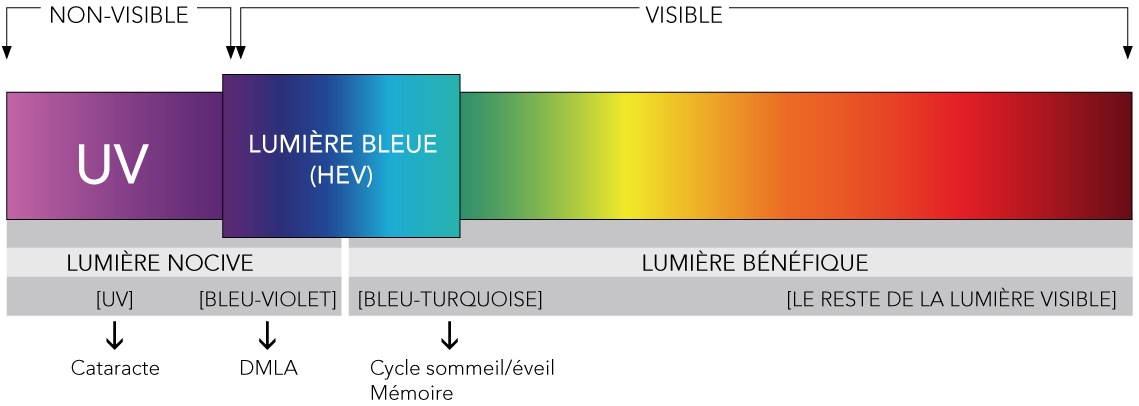 NON-VISIBLE
VISIBLE
UV
LUMIÈRE BLEUE
(HEV)
LUMIÈRE NOCIVE
LUMIÈRE BÉNÉFIQUE
[UV]
[BLEU-VIOLET]
[BLEU-TURQUOISE]
[LE RESTE DE LA LUMIÈRE VISIBLE]
Cataracte
DMLA
Cycle sommeil/éveil
Mémoire